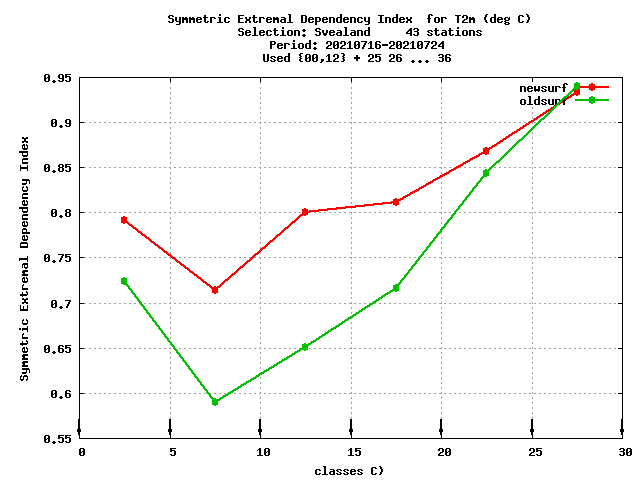 Symmetric Extremal Dependency Index  for T2m (deg C)
Selection: Svealand     43 stations
Period: 20210716-20210724
Used {00,12} + 25 26 ... 36
newsurf
oldsurf
Symmetric Extremal Dependency Index
0.95
0.9
0.85
0.8
0.75
0.7
0.65
0.6
0.55
0 5 10 15 20 25 30
classes C)